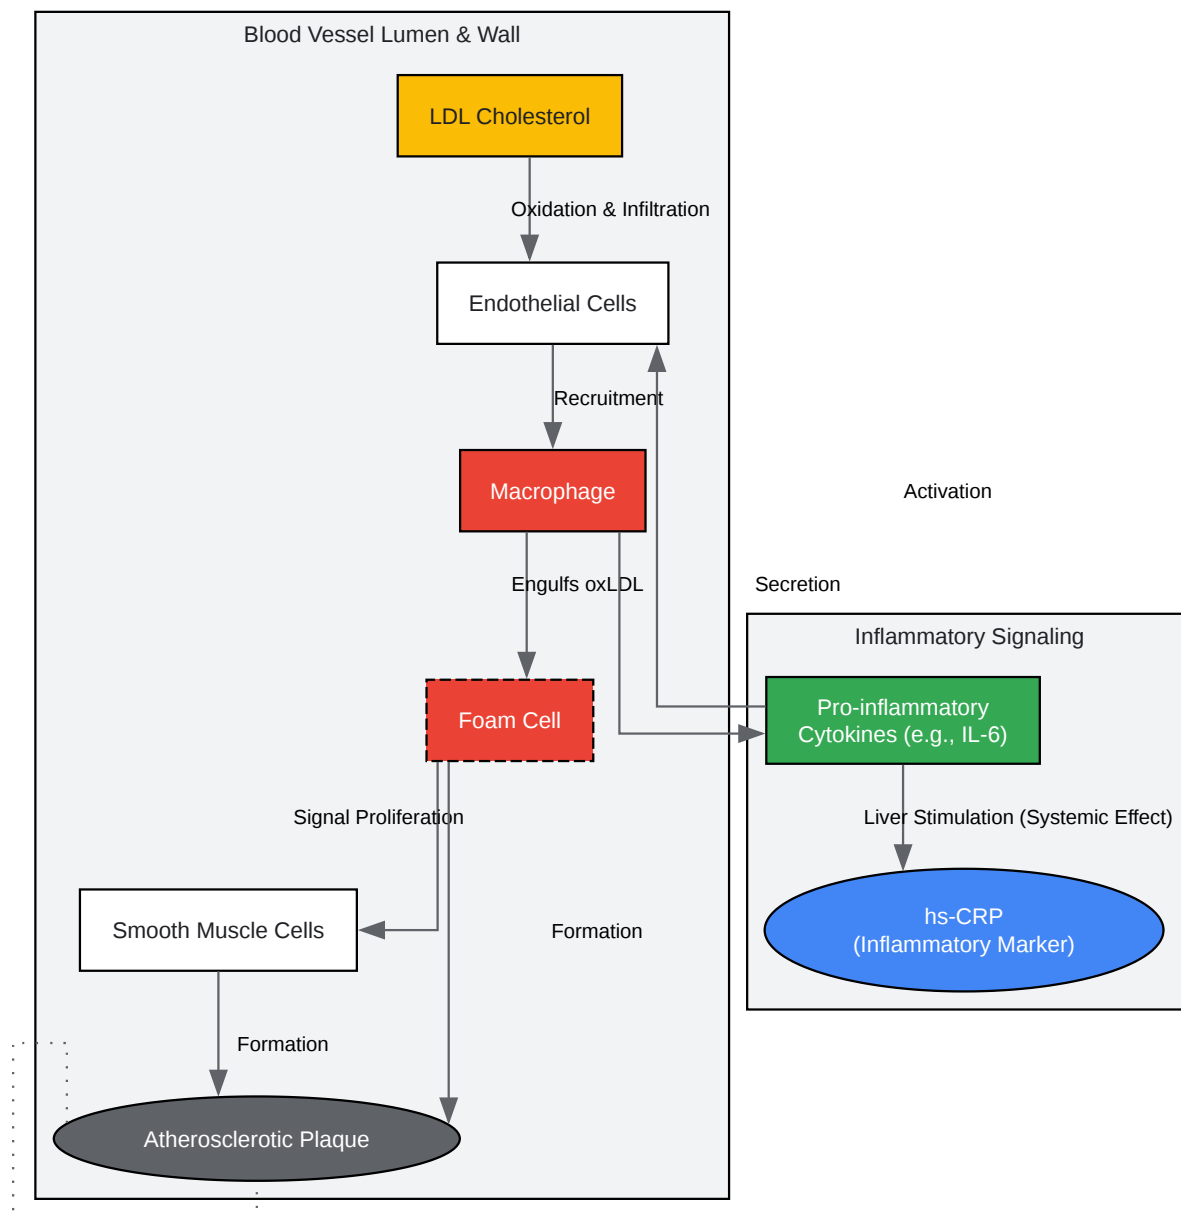 Blood Vessel Lumen & Wall
LDL Cholesterol
Oxidation & Infiltration
Endothelial Cells
Recruitment
Macrophage
Activation
Engulfs oxLDL
Secretion
Inflammatory Signaling
Foam Cell
Pro-inflammatory
Cytokines (e.g., IL-6)
Signal Proliferation
Liver Stimulation (Systemic Effect)
Smooth Muscle Cells
Formation
hs-CRP
(Inflammatory Marker)
Formation
Atherosclerotic Plaque